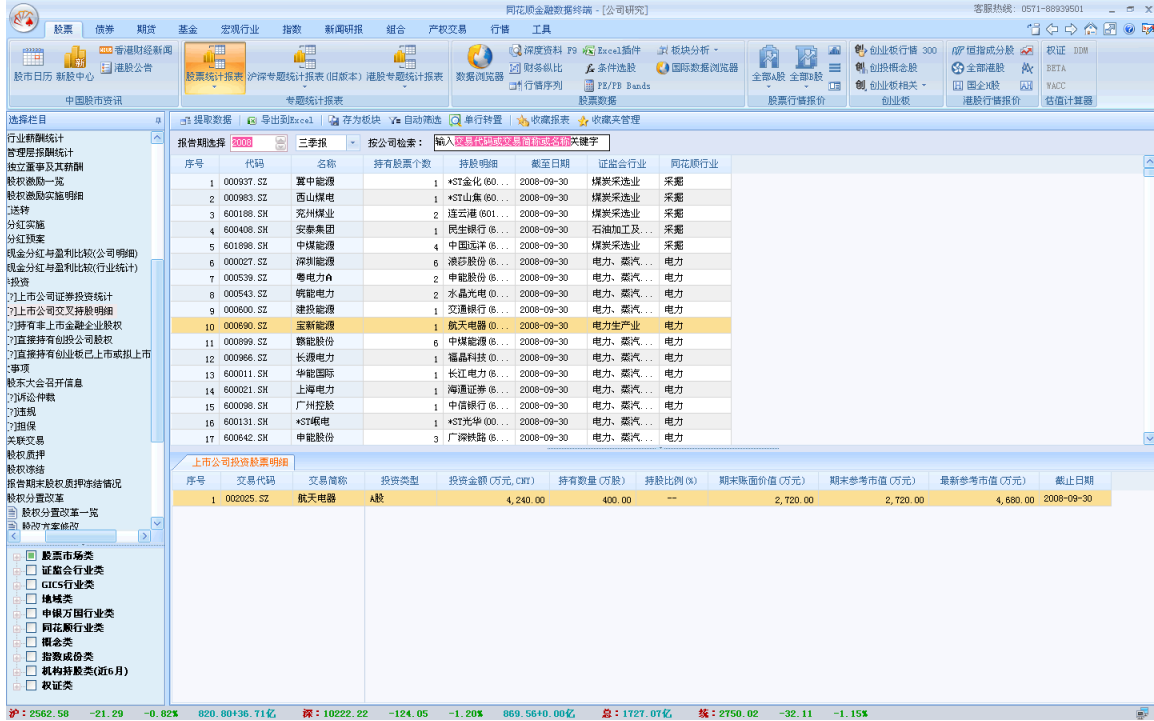 同花顺金融数据终端 - [公司研究]
客服热线: 0571-88939501
股票 债券 期货 基金 宏观行业 指数 新闻研报 组合 产权交易 行情 工具
股市日历 新股中心 香港财经新闻 港股公告
中国股市资讯
股票统计报表 沪深专题统计报表(旧版本) 港股专题统计报表
专题统计报表
数据浏览器 深度资料 F9 Excel插件 板块分析
财务纵比 条件选股 国际数据浏览器
行情序列 PE/PB Bands
股票数据
全部A股 全部B股
股票行情报价
创业板行情 300
创投概念股
创业板相关
创业板
恒指成分股
全部港股
国企H股
港股行情报价
权证 DDM
BETA
WACC
估值计算器
选择栏目
提取数据 导出到Excel 存为板块 自动筛选 单行转置 收藏报表 收藏夹管理
报告期选择 2008 三季报 按公司检索: 输入交易代码或交易简称或名称关键字
行业薪酬统计
管理层报酬统计
独立董事及其薪酬
股权激励一览
股权激励实施明细
送转
分红实施
分红预案
现金分红与盈利比较(公司明细)
现金分红与盈利比较(行业统计)
投资
[?]上市公司证券投资统计
[?]上市公司交叉持股明细
[?]持有非上市金融企业股权
[?]直接持有创投公司股权
[?]直接持有创业板已上市或拟上市
事项
股东大会召开信息
[?]诉讼仲裁
[?]违规
[?]担保
关联交易
股权质押
股权冻结
报告期末股权质押冻结情况
股权分置改革
股权分置改革一览
股改方案修改
股票市场类
证监会行业类
GICS行业类
地域类
申银万国行业类
同花顺行业类
概念类
指数成份类
机构持股类(近6月)
权证类
序号 代码 名称 持有股票个数 持股明细 截至日期 证监会行业 同花顺行业
1 000937.SZ 冀中能源 1 *ST金化(60... 2008-09-30 煤炭采选业 采掘
2 000983.SZ 西山煤电 1 *ST山焦(60... 2008-09-30 煤炭采选业 采掘
3 600188.SH 兖州煤业 2 连云港(601... 2008-09-30 煤炭采选业 采掘
4 600408.SH 安泰集团 1 民生银行(6... 2008-09-30 石油加工及... 采掘
5 601898.SH 中煤能源 4 中国远洋(6... 2008-09-30 煤炭采选业 采掘
6 000027.SZ 深圳能源 6 浪莎股份(6... 2008-09-30 电力、蒸汽... 电力
7 000539.SZ 粤电力A 2 申能股份(6... 2008-09-30 电力、蒸汽... 电力
8 000543.SZ 皖能电力 2 水晶光电(0... 2008-09-30 电力、蒸汽... 电力
9 000600.SZ 建投能源 1 交通银行(6... 2008-09-30 电力、蒸汽... 电力
10 000690.SZ 宝新能源 1 航天电器(0... 2008-09-30 电力生产业 电力
11 000899.SZ 赣能股份 6 中煤能源(6... 2008-09-30 电力、蒸汽... 电力
12 000966.SZ 长源电力 1 福晶科技(0... 2008-09-30 电力、蒸汽... 电力
13 600011.SH 华能国际 1 长江电力(6... 2008-09-30 电力、蒸汽... 电力
14 600021.SH 上海电力 1 海通证券(6... 2008-09-30 电力、蒸汽... 电力
15 600098.SH 广州控股 1 中信银行(6... 2008-09-30 电力、蒸汽... 电力
16 600131.SH *ST岷电 1 *ST光华(00... 2008-09-30 电力、蒸汽... 电力
17 600642.SH 申能股份 3 广深铁路(6... 2008-09-30 电力、蒸汽... 电力
上市公司投资股票明细
序号 交易代码 交易简称 投资类型 投资金额(万元,CNY) 持有数量(万股) 持股比例(%) 期末账面价值(万元) 期末参考市值(万元) 最新参考市值(万元) 截止日期
1 002025.SZ 航天电器 A股 4,240.00 400.00 -- 2,720.00 2,720.00 4,680.00 2008-09-30
沪:2562.58 -21.29 -0.82% 820.80+36.71亿 深:10222.22 -124.05 -1.20% 869.56+0.00亿 总:1727.07亿 综:2750.02 -32.11 -1.15%